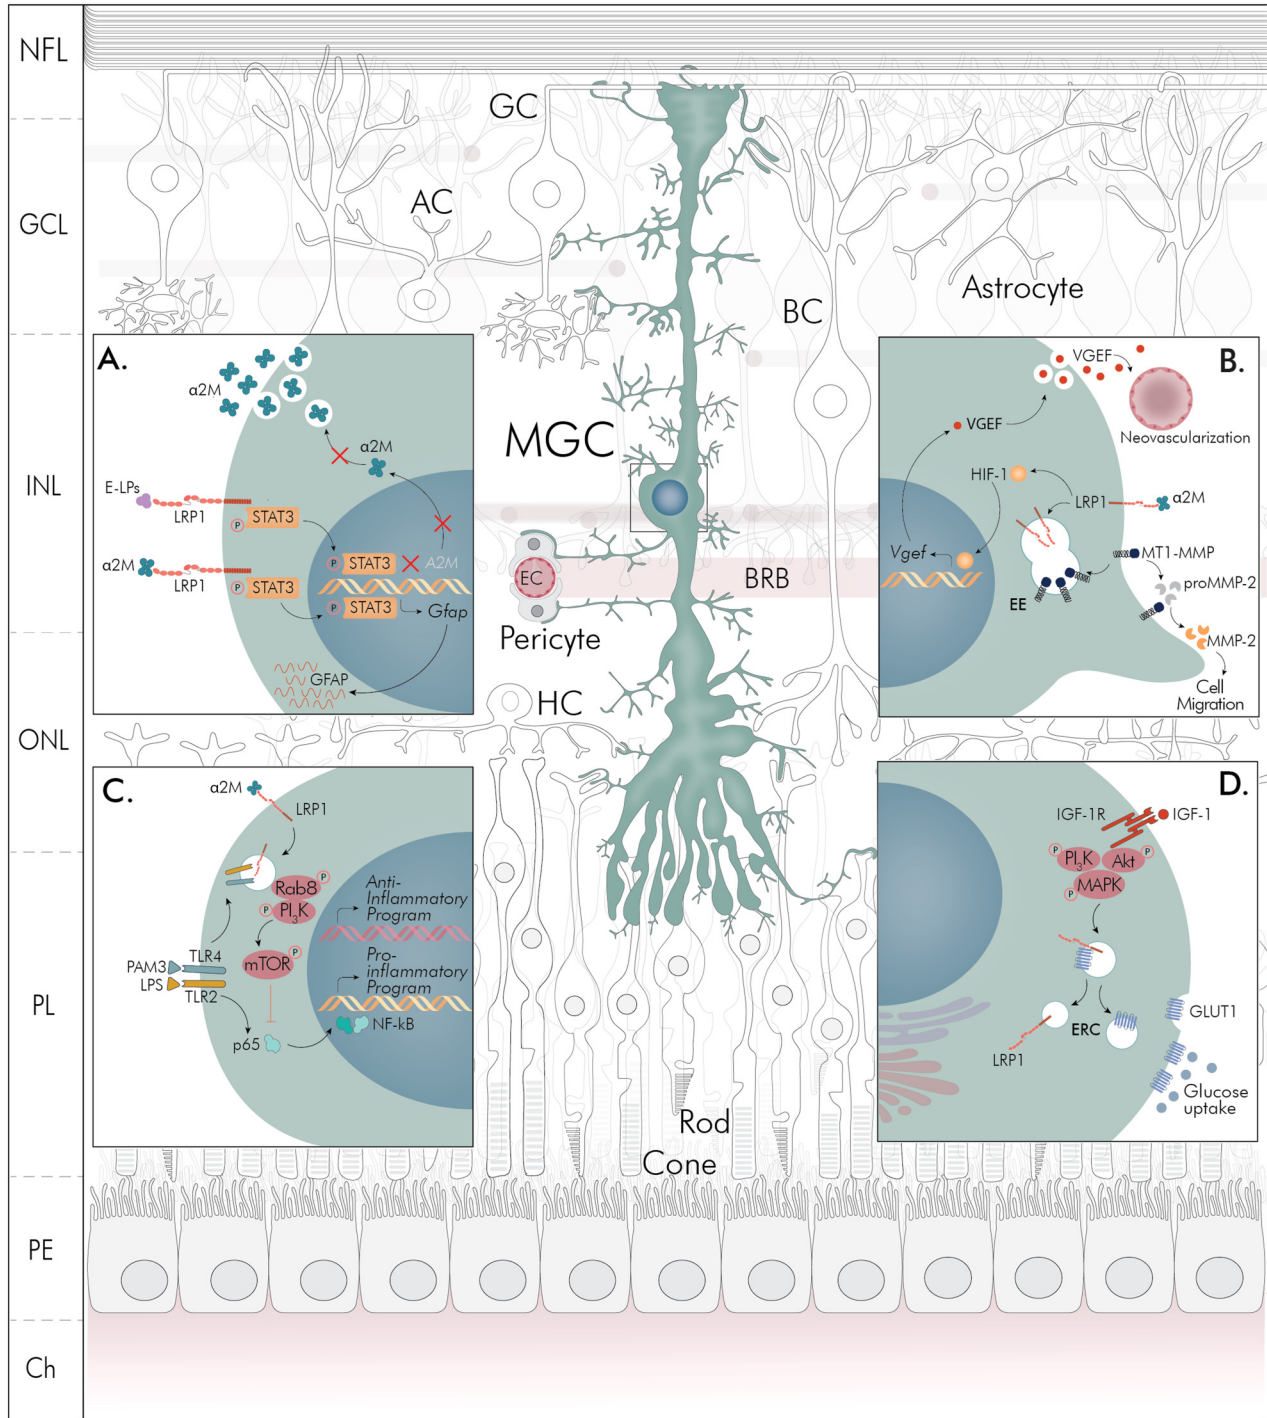 NFL
GCL
INL
ONL
PL
PE
Ch
GC
AC
BC
Astrocyte
MGC
EC
BRB
Pericyte
HC
Rod
Cone
A.
α2M
α2M
E-LPs
LRP1
P
STAT3
P
STAT3
A2M
α2M
LRP1
P
STAT3
P
STAT3
Gfap
GFAP
B.
VGEF
VGEF
Neovascularization
HIF-1
LRP1
α2M
Vgef
MT1-MMP
proMMP-2
EE
MMP-2
Cell
Migration
C.
α2M
LRP1
Rab8
P
P
PI3K
Anti-
Inflammatory
Program
TLR4
PAM3
LPS
TLR2
mTOR
P
Pro-
inflammatory
Program
NF-kB
p65
D.
IGF-1R
IGF-1
P
PI3K
Akt
P
P
MAPK
GLUT1
ERC
LRP1
Glucose
uptake